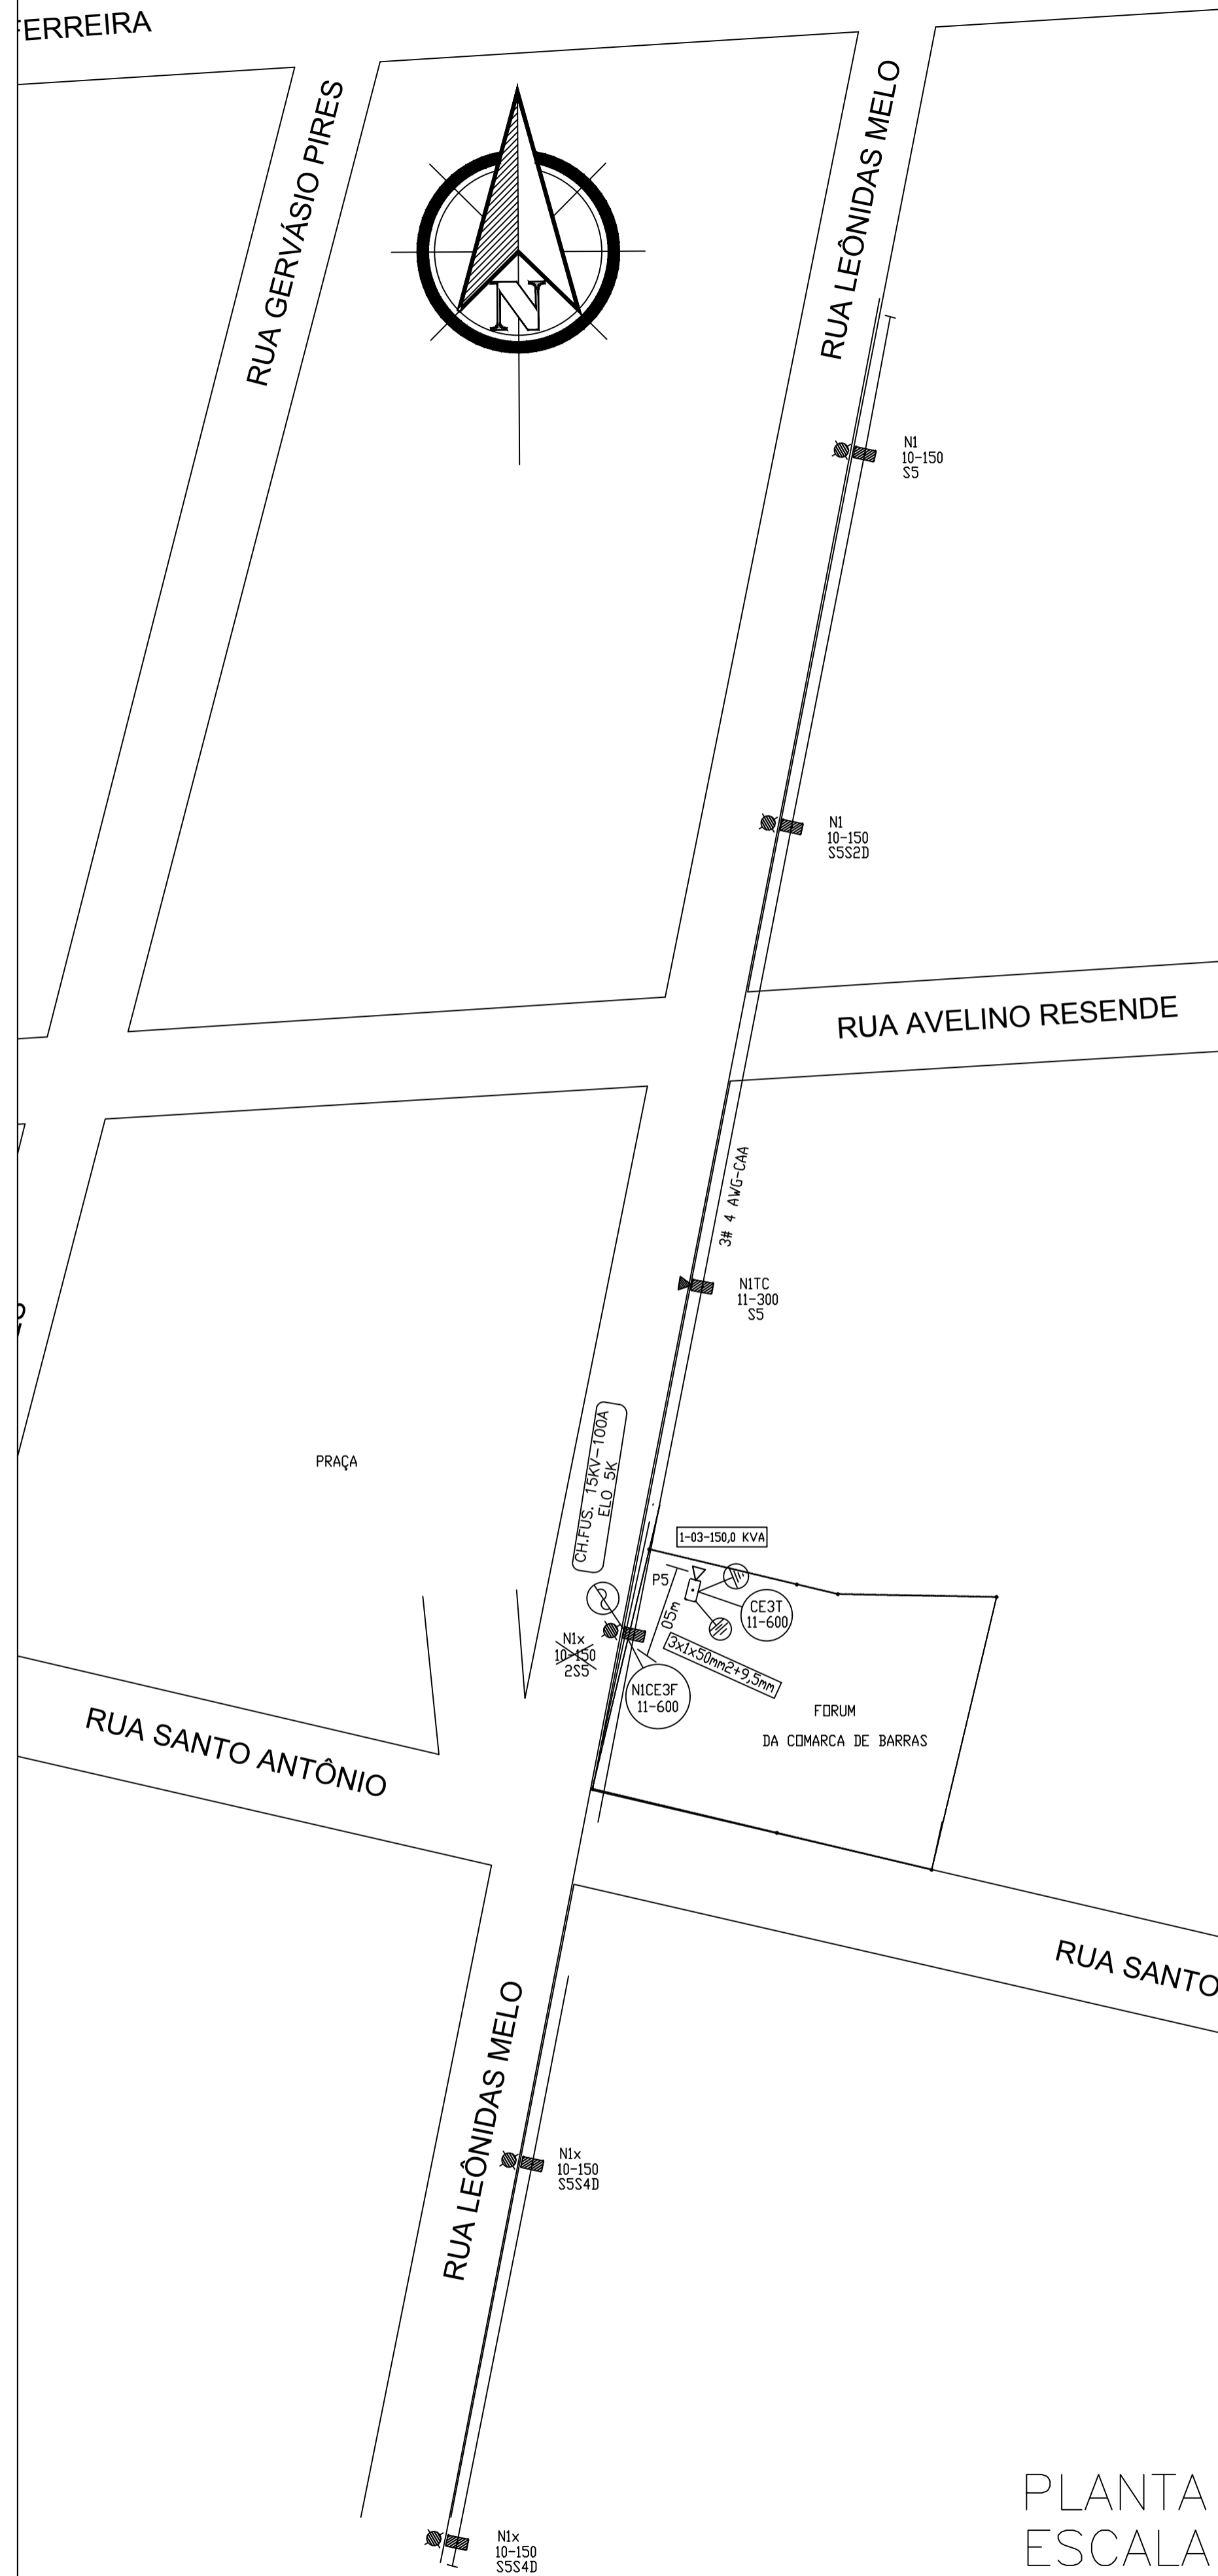 FERREIRA
RUA GERVÁSIO PIRES
RUA LEÔNIDAS MELO
N
N1
10-150
S5
N1
10-150
S5S2D
RUA AVELINO RESENDE
3# 4 AWG-CAA
N1TC
11-300
S5
CH.FUS. 15KV-100A
ELO 5K
PRAÇA
1-03-150,0 KVA
P5
CE3T
11-600
05m
3x1x50mm2+9,5mm
N1x
10-150
2S5
N1CE3F
11-600
FORUM
DA COMARCA DE BARRAS
RUA SANTO ANTÔNIO
RUA SANTO
RUA LEÔNIDAS MELO
N1x
10-150
S5S4D
N1x
10-150
S5S4D
PLANTA
ESCALA